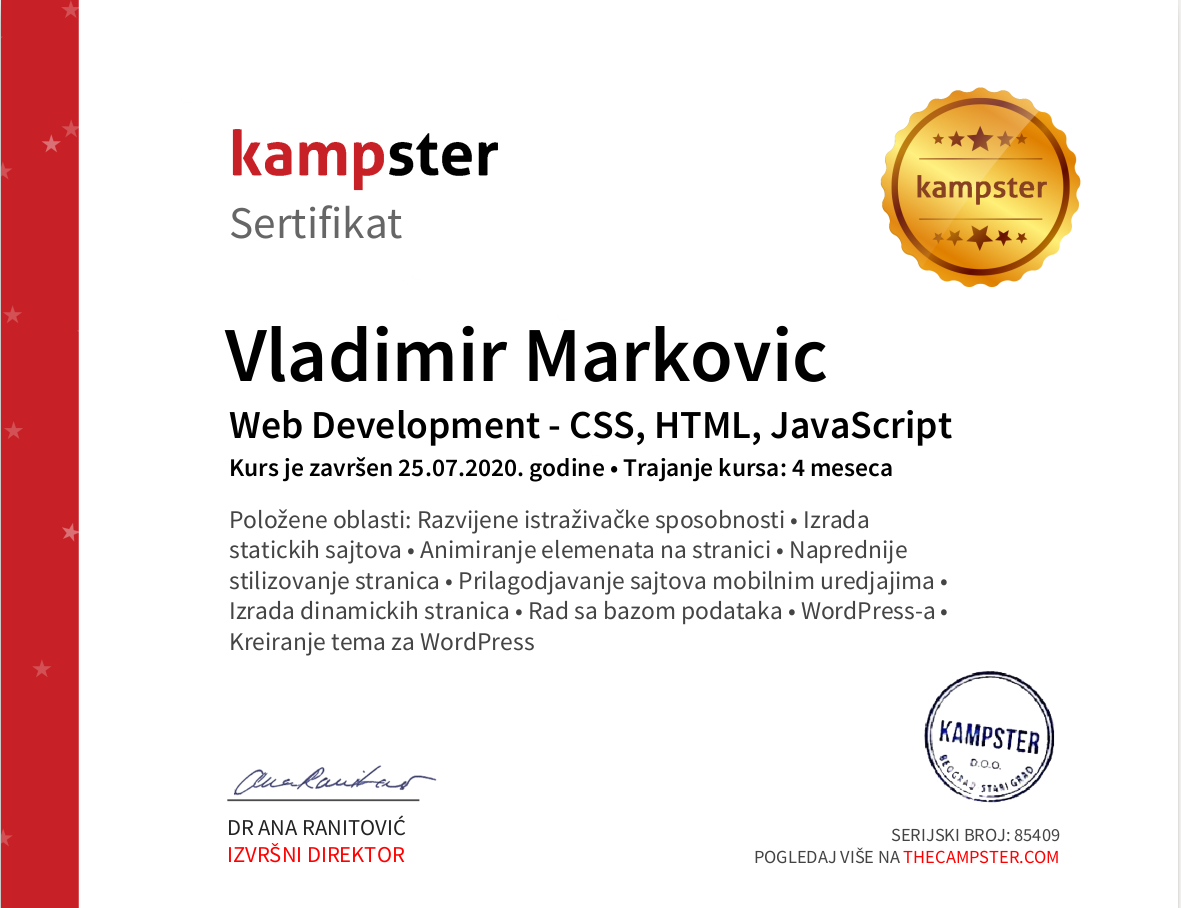 kampster
Sertifikat
kampster
Vladimir Markovic
Web Development - CSS, HTML, JavaScript
Kurs je završen 25.07.2020. godine • Trajanje kursa: 4 meseca
Položene oblasti: Razvijene istraživačke sposobnosti • Izrada
statickih sajtova • Animiranje elemenata na stranici • Naprednije
stilizovanje stranica • Prilagodjavanje sajtova mobilnim uredjajima •
Izrada dinamickih stranica • Rad sa bazom podataka • WordPress-a •
Kreiranje tema za WordPress
KAMPSTER
D.O.O.
BEOGRAD STARI GRAD
Ana Ranitović
DR ANA RANITOVIĆ
IZVRŠNI DIREKTOR
SERIJSKI BROJ: 85409
POGLEDAJ VIŠE NA THECAMPSTER.COM